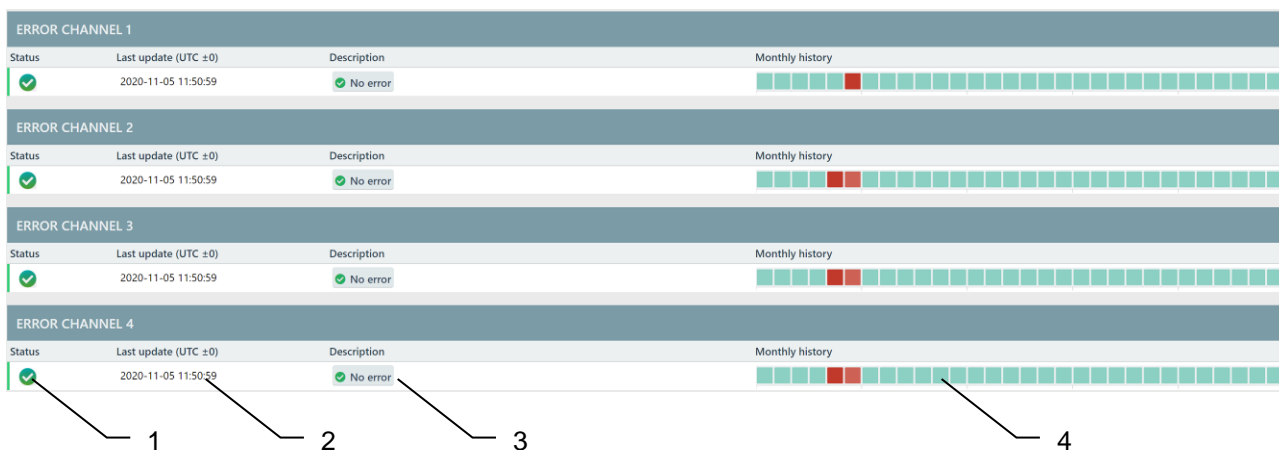 ERROR CHANNEL 1
Status Last update (UTC ±0) Description Monthly history
2020-11-05 11:50:59 No error
ERROR CHANNEL 2
Status Last update (UTC ±0) Description Monthly history
2020-11-05 11:50:59 No error
ERROR CHANNEL 3
Status Last update (UTC ±0) Description Monthly history
2020-11-05 11:50:59 No error
ERROR CHANNEL 4
Status Last update (UTC ±0) Description Monthly history
2020-11-05 11:50:59 No error
1 2 3 4